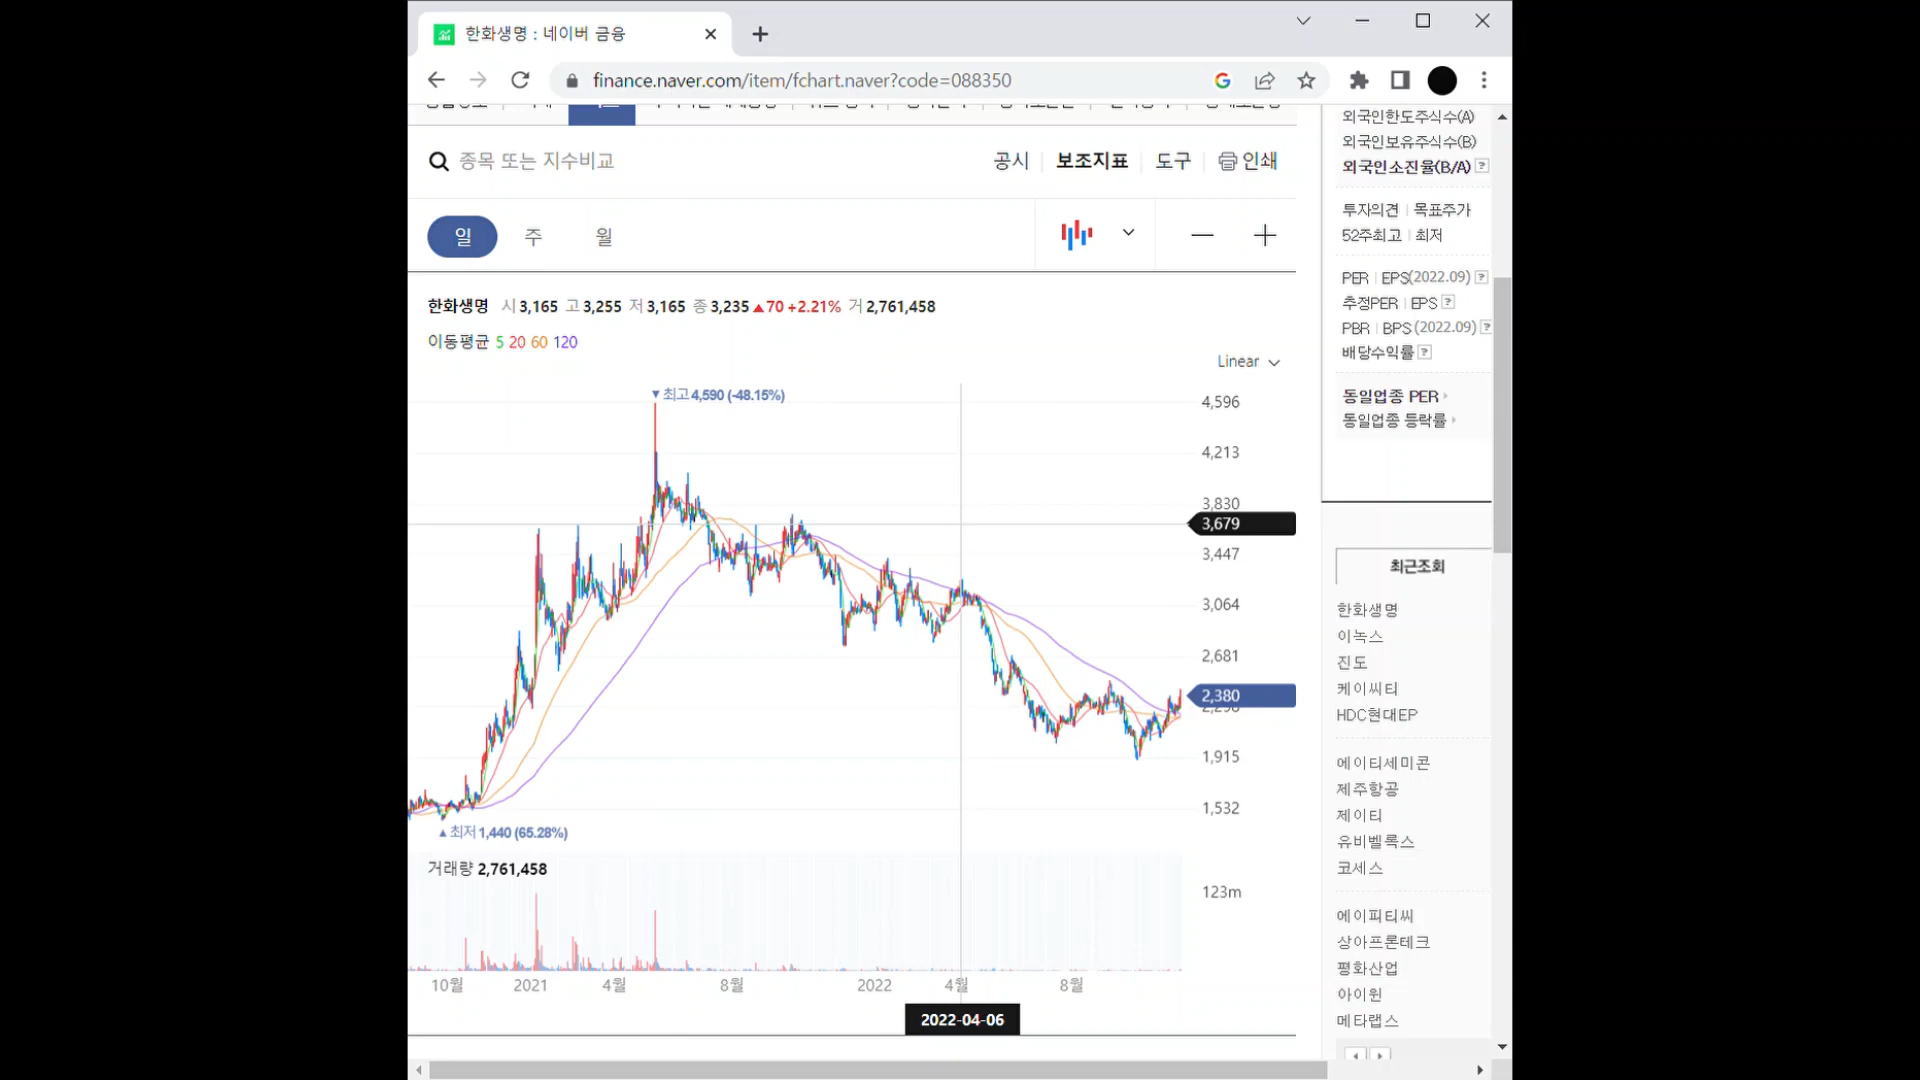 한화생명 : 네이버 금융
finance.naver.com/item/fchart.naver?code=088350
종목 또는 지수비교
공시 보조지표 도구 인쇄
일 주 월
한화생명 시 3,165 고 3,255 저 3,165 종 3,235 ▲70 +2.21% 거 2,761,458
이동평균 5 20 60 120
Linear
▼최고 4,590 (-48.15%)
4,596
4,213
3,830
3,679
3,447
3,064
2,681
2,380
1,915
1,532
▲최저 1,440 (65.28%)
거래량 2,761,458
123m
10월 2021 4월 8월 2022 4월 8월
2022-04-06
외국인한도주식수(A)
외국인보유주식수(B)
외국인소진율(B/A) ?
투자의견 | 목표주가
52주최고 | 최저
PER | EPS(2022.09) ?
추정PER | EPS ?
PBR | BPS (2022.09) ?
배당수익률 ?
동일업종 PER
동일업종 등락률
최근조회
한화생명
이녹스
진도
케이씨티
HDC현대EP
에이티세미콘
제주항공
제이티
유비벨록스
코세스
에이피티씨
상아프론테크
평화산업
아이윈
메타랩스